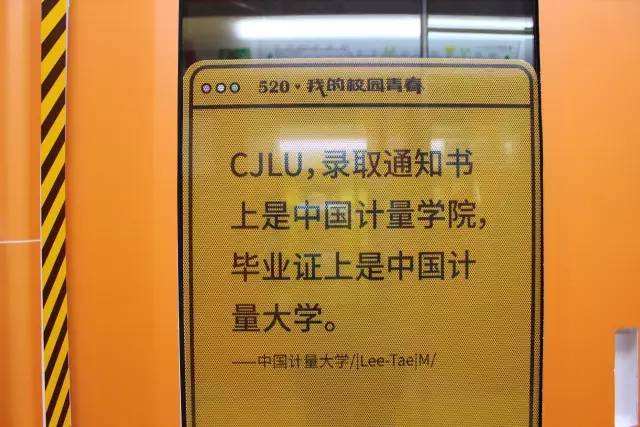 520·我的校园青春
CJLU,录取通知书
上是中国计量学院,
毕业证上是中国计
量大学。
——中国计量大学/|Lee-Tae|M/